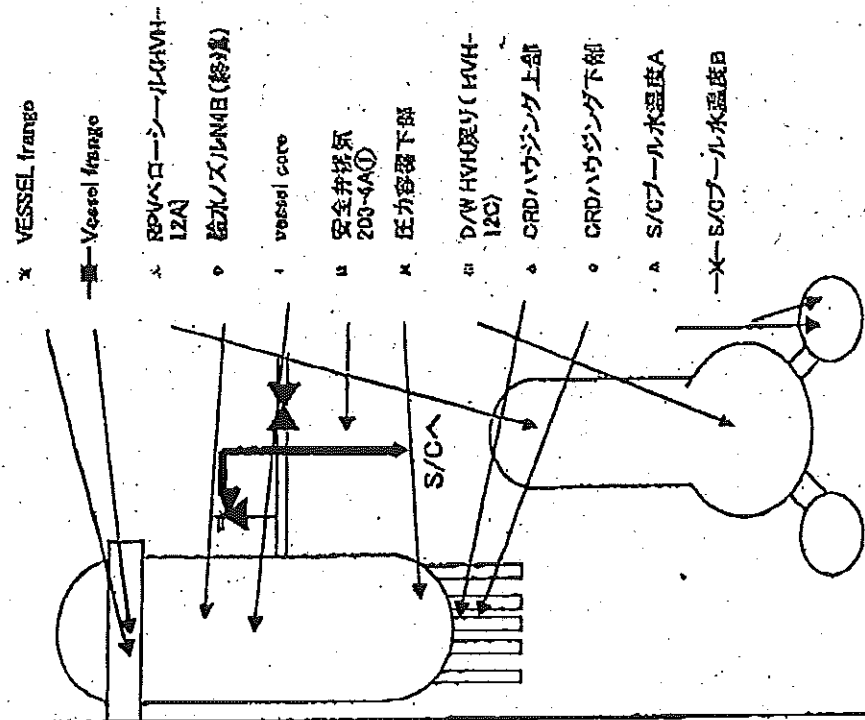 VESSEL frange
Vessel frange
RPVベローシール(HVH-
12A)
給水ノズルN4B(終端)
vessel core
安全弁排気
203-4A①
圧力容器下部
D/W HVH戻り(HVH-
12C)
CRDハウジング上部
CRDハウジング下部
S/Cプール水温度A
S/Cプール水温度B
S/Cへ